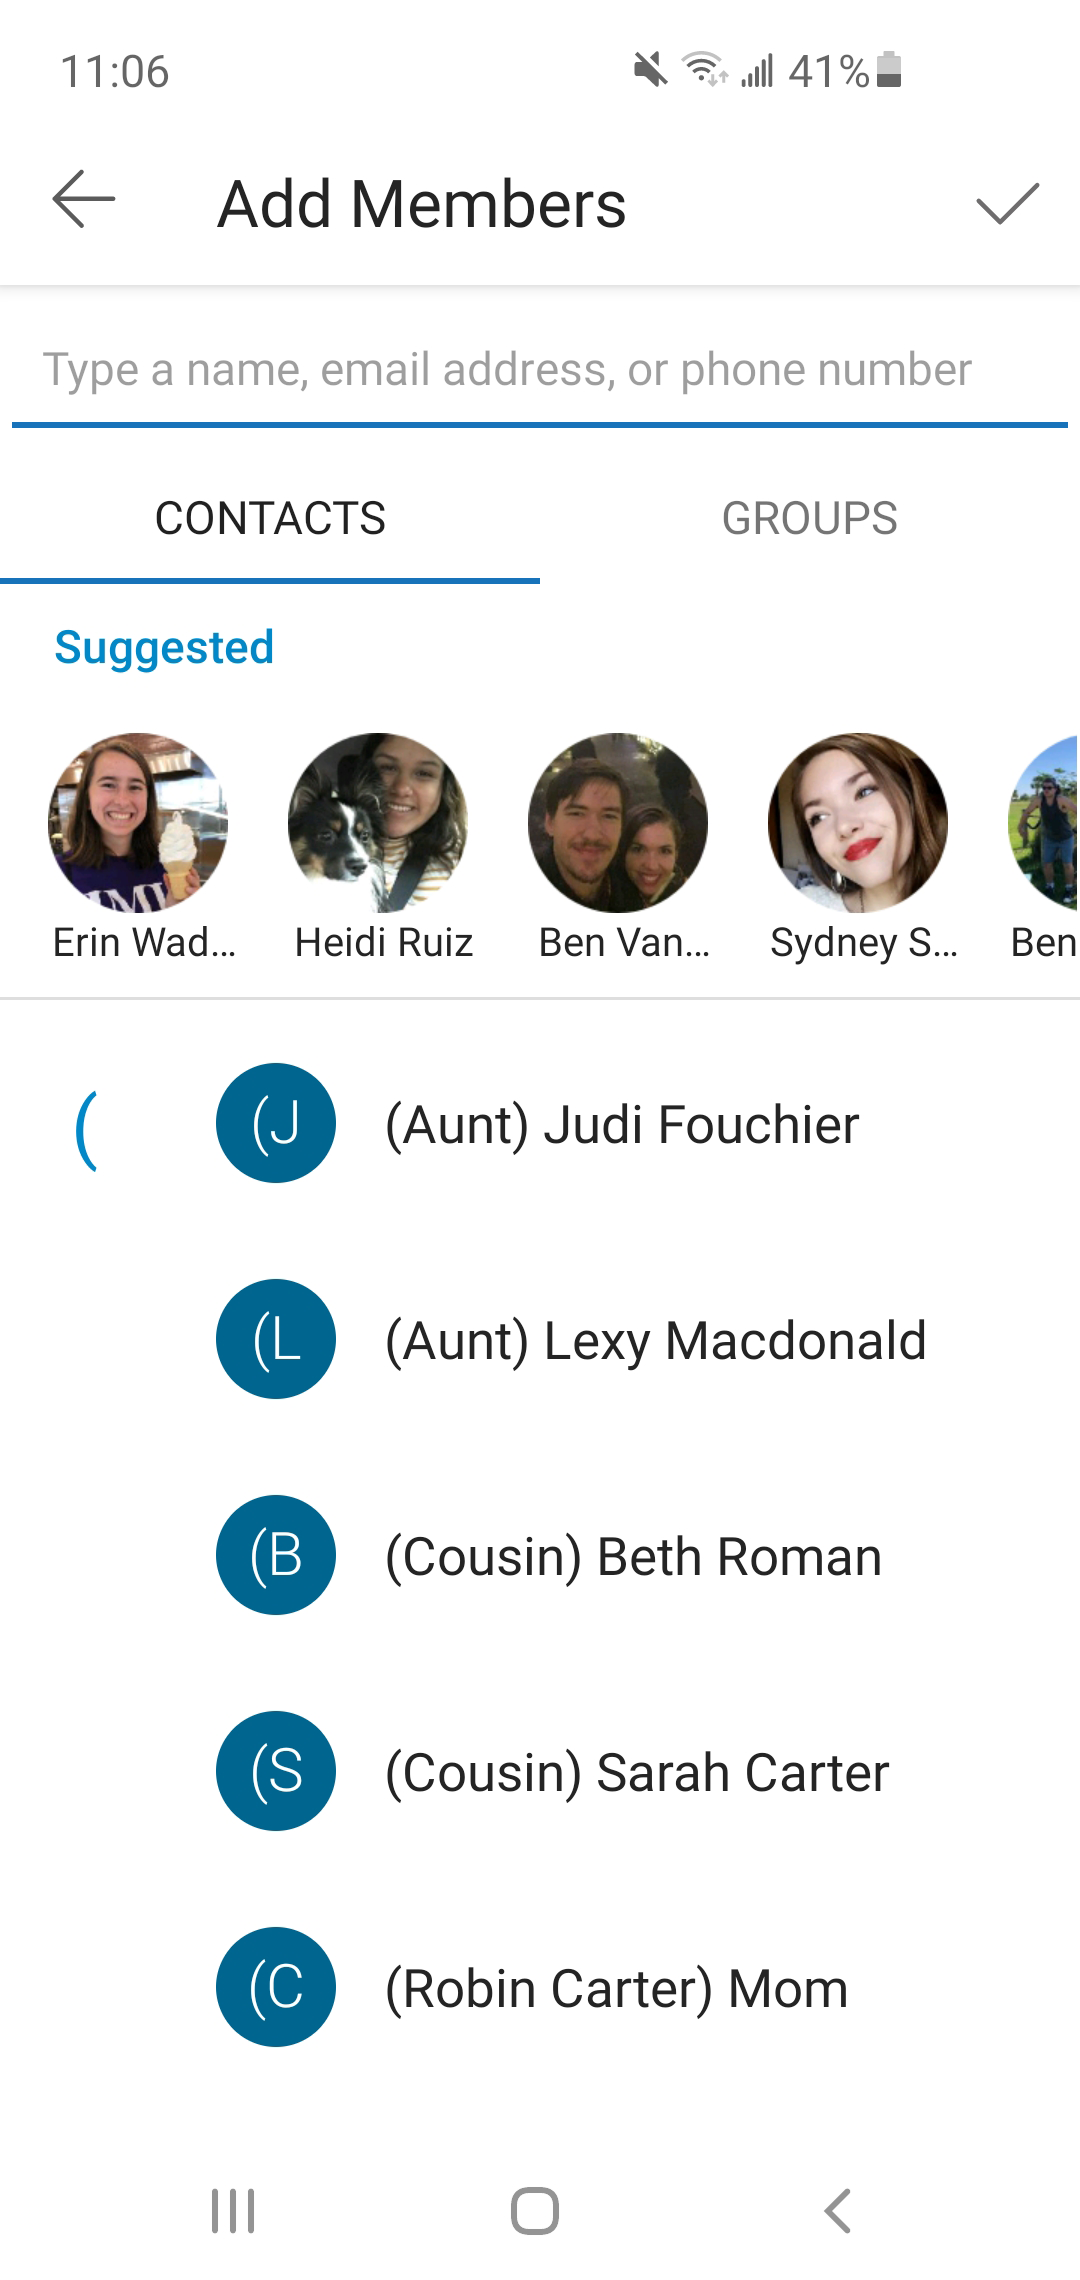 11:06 41%
Add Members
Type a name, email address, or phone number
CONTACTS GROUPS
Suggested
Erin Wad... Heidi Ruiz Ben Van... Sydney S... Ben
( (J (Aunt) Judi Fouchier
(L (Aunt) Lexy Macdonald
(B (Cousin) Beth Roman
(S (Cousin) Sarah Carter
(C (Robin Carter) Mom